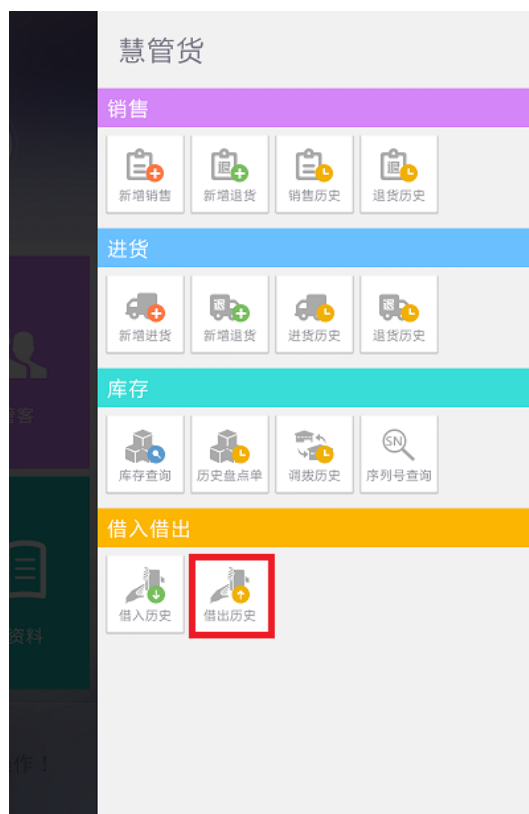 慧管货
销售
新增销售 新增退货 销售历史 退货历史
进货
新增进货 新增退货 进货历史 退货历史
库存
库存查询 历史盘点单 调拨历史 序列号查询
SN
借入借出
借入历史 借出历史
客
资料
作！